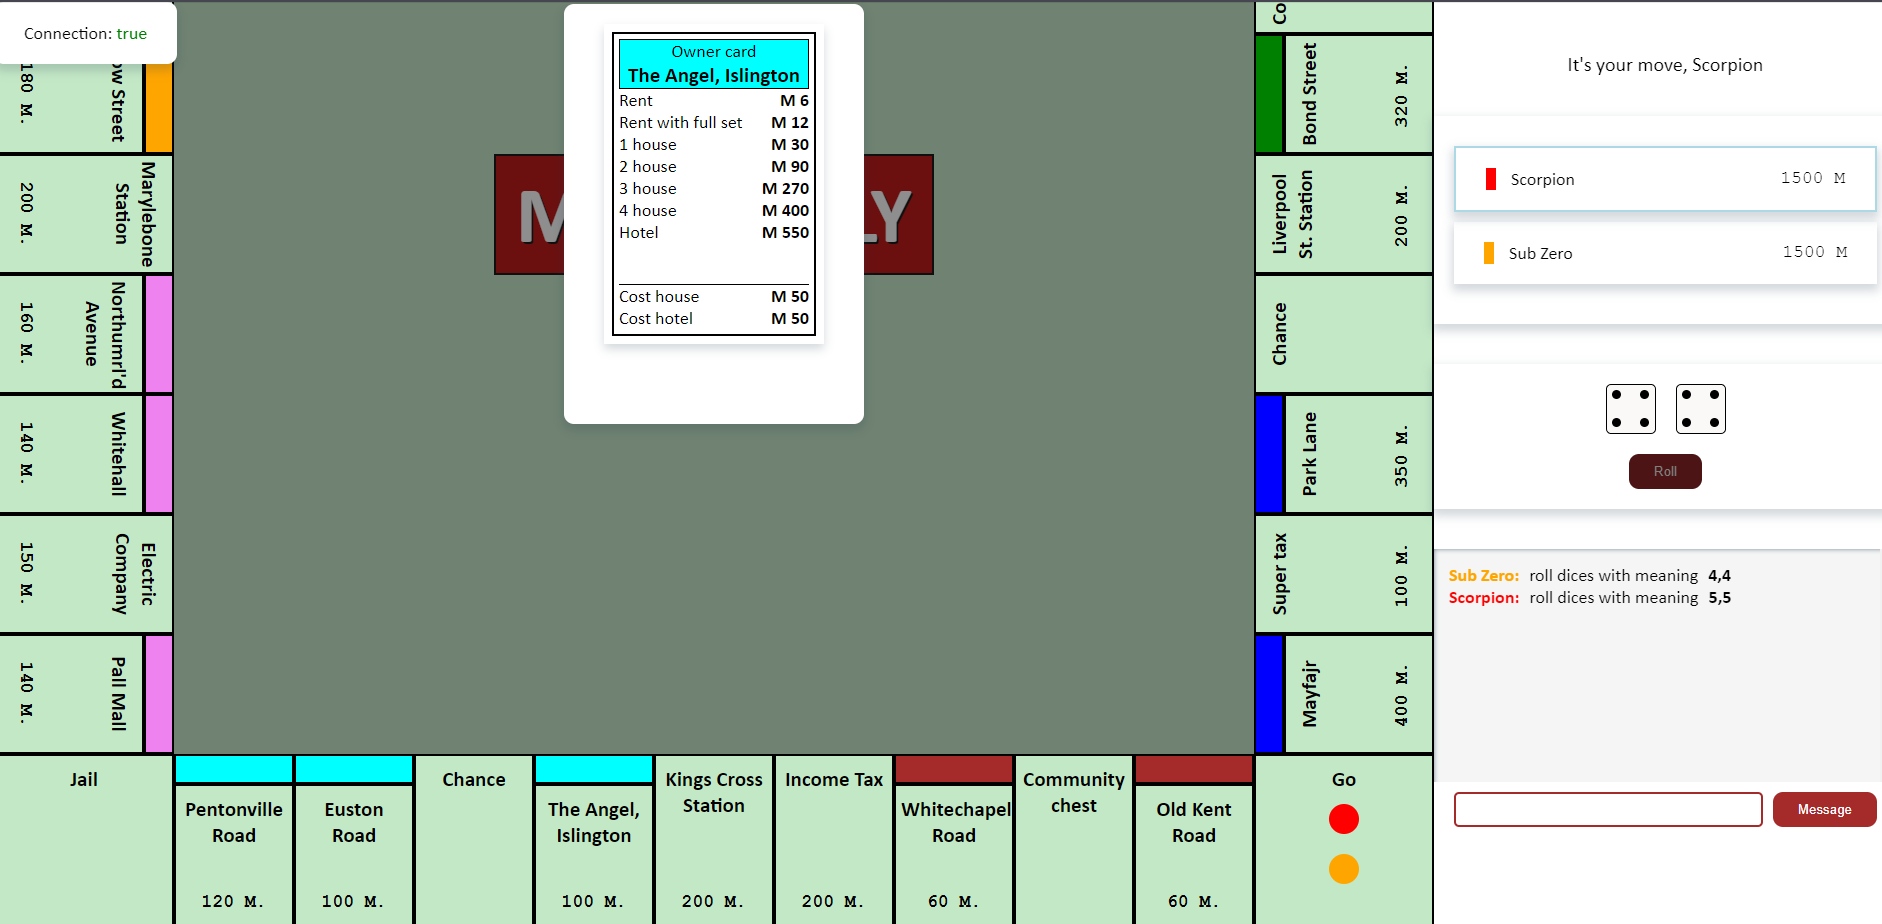 Connection: true
ow Street
180 M.
Marylebone
Station
200 M.
Northumrl'd
Avenue
160 M.
Whitehall
140 M.
Electric
Company
150 M.
Pall Mall
140 M.
Jail
Pentonville
Road
120 M.
Euston
Road
100 M.
Chance
The Angel,
Islington
100 M.
Kings Cross
Station
200 M.
Income Tax
200 M.
Whitechapel
Road
60 M.
Community
chest
Old Kent
Road
60 M.
Go
Co
Bond Street
320 M.
Liverpool
St. Station
200 M.
Chance
Park Lane
350 M.
Super tax
100 M.
Mayfajr
400 M.
M LY
Owner card
The Angel, Islington
Rent M 6
Rent with full set M 12
1 house M 30
2 house M 90
3 house M 270
4 house M 400
Hotel M 550
Cost house M 50
Cost hotel M 50
It's your move, Scorpion
Scorpion 1500 M
Sub Zero 1500 M
Roll
Sub Zero: roll dices with meaning 4,4
Scorpion: roll dices with meaning 5,5
Message